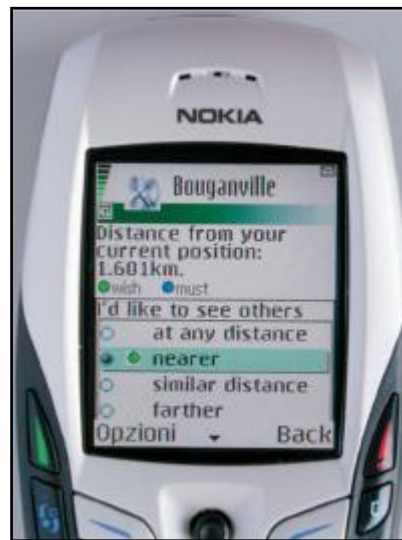 NOKIA
Bouganville
Distance from your
current position:
1.601km.
wish must
I'd like to see others
at any distance
nearer
similar distance
farther
Opzioni Back